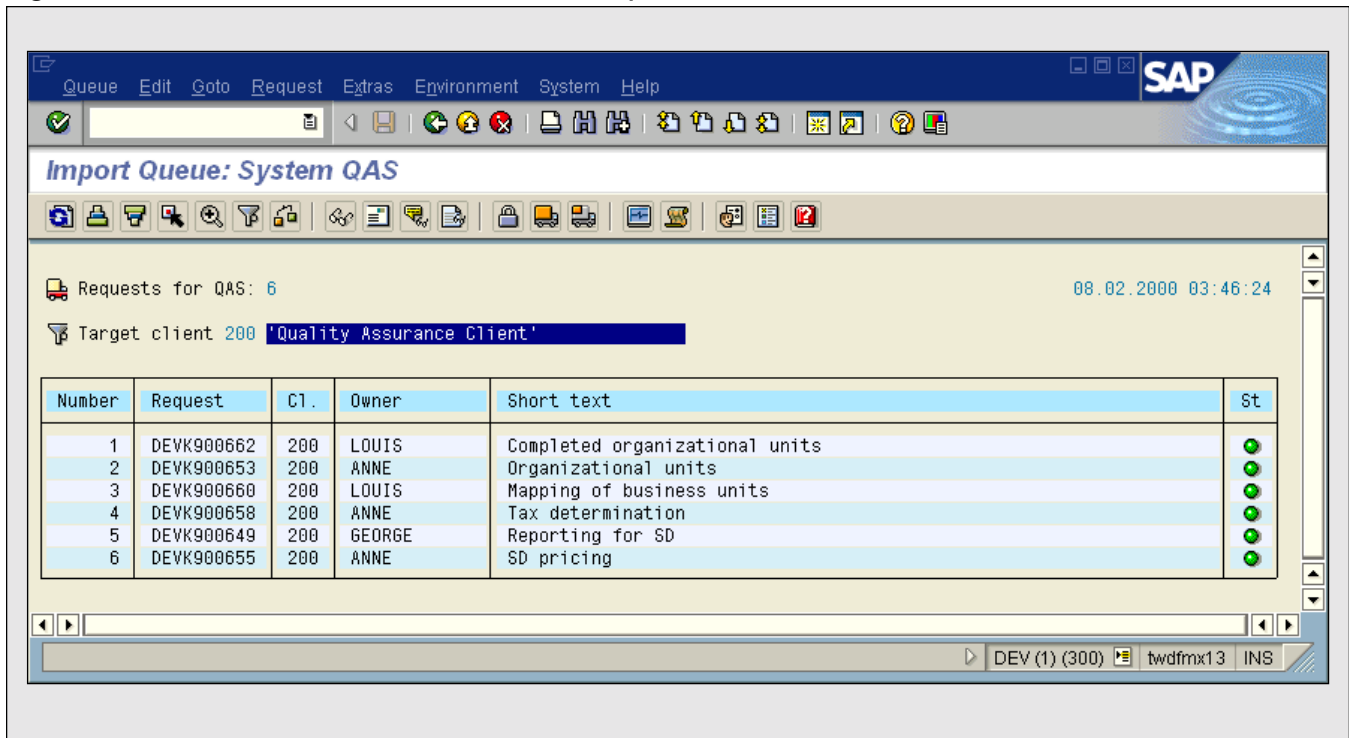 Queue Edit Goto Request Extras Environment System Help
SAP
Import Queue: System QAS
Requests for QAS: 6 08.02.2000 03:46:24
Target client 200 'Quality Assurance Client'
Number Request Cl. Owner Short text St
1 DEVK900662 200 LOUIS Completed organizational units
2 DEVK900653 200 ANNE Organizational units
3 DEVK900660 200 LOUIS Mapping of business units
4 DEVK900658 200 ANNE Tax determination
5 DEVK900649 200 GEORGE Reporting for SD
6 DEVK900655 200 ANNE SD pricing
DEV (1) (300) twdfmx13 INS